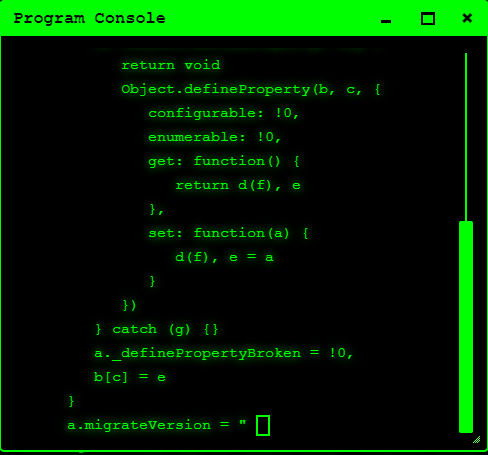 Program Console
return void
Object.defineProperty(b, c, {
configurable: !0,
enumerable: !0,
get: function() {
return d(f), e
},
set: function(a) {
d(f), e = a
}
})
} catch (g) {}
a._definePropertyBroken = !0,
b[c] = e
}
a.migrateVersion = "